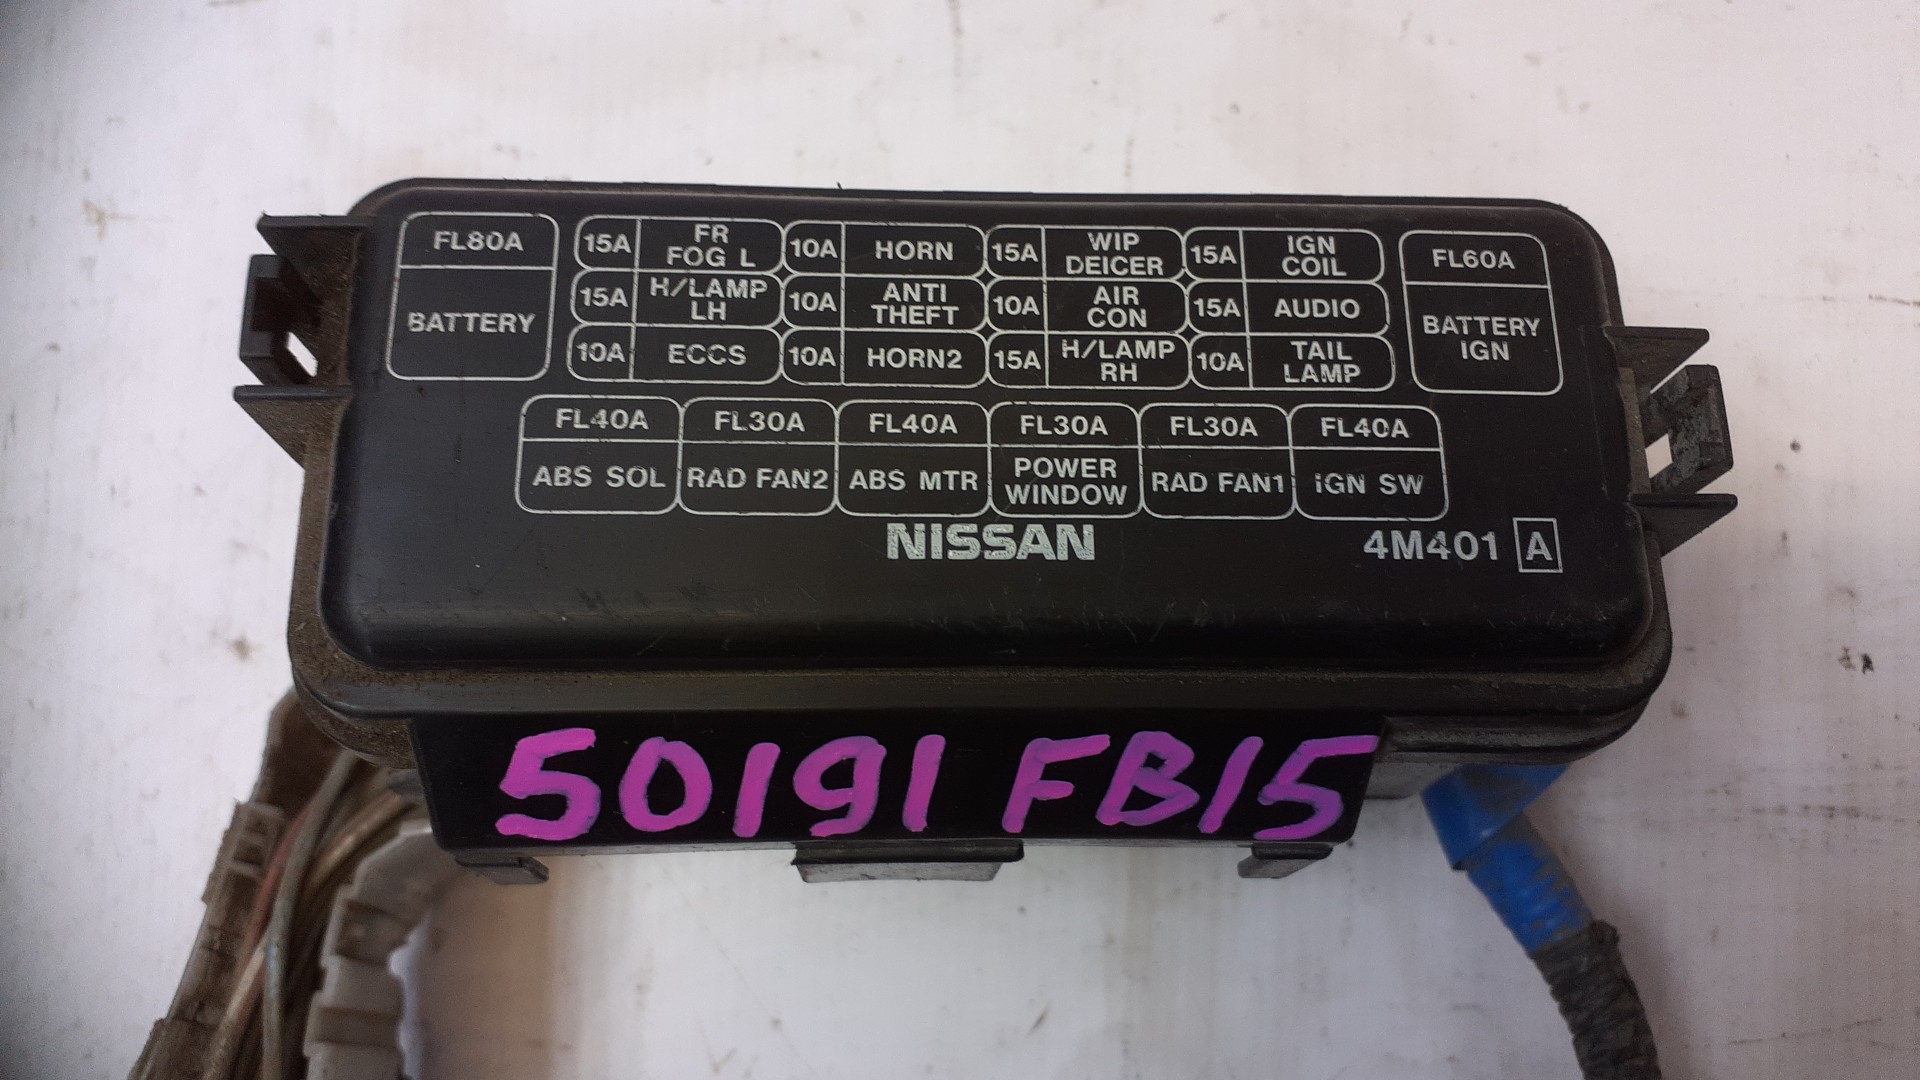 FL80A
BATTERY
15A FR FOG L 10A HORN 15A WIP DEICER 15A IGN COIL
15A H/LAMP LH 10A ANTI THEFT 10A AIR CON 15A AUDIO
10A ECCS 10A HORN2 15A H/LAMP RH 10A TAIL LAMP
FL60A
BATTERY
IGN
FL40A FL30A FL40A FL30A FL30A FL40A
ABS SOL RAD FAN2 ABS MTR POWER WINDOW RAD FAN1 IGN SW
NISSAN
4M401 A
50191 FB15